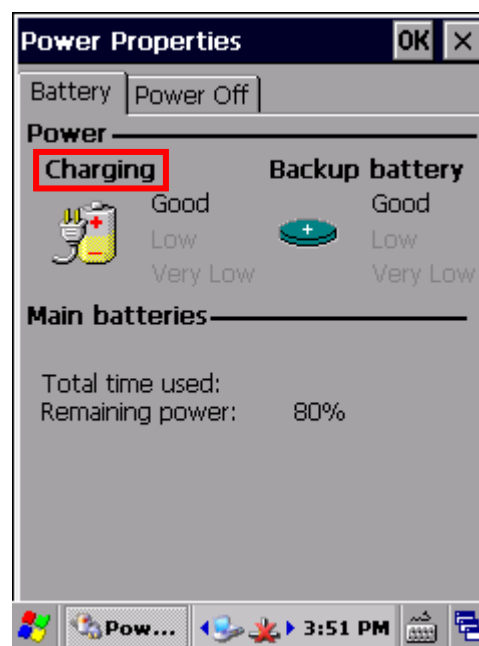 Power Properties OK ×
Battery Power Off
Power
Charging Backup battery
Good Good
Low Low
Very Low Very Low
Main batteries
Total time used:
Remaining power: 80%
Pow... 3:51 PM